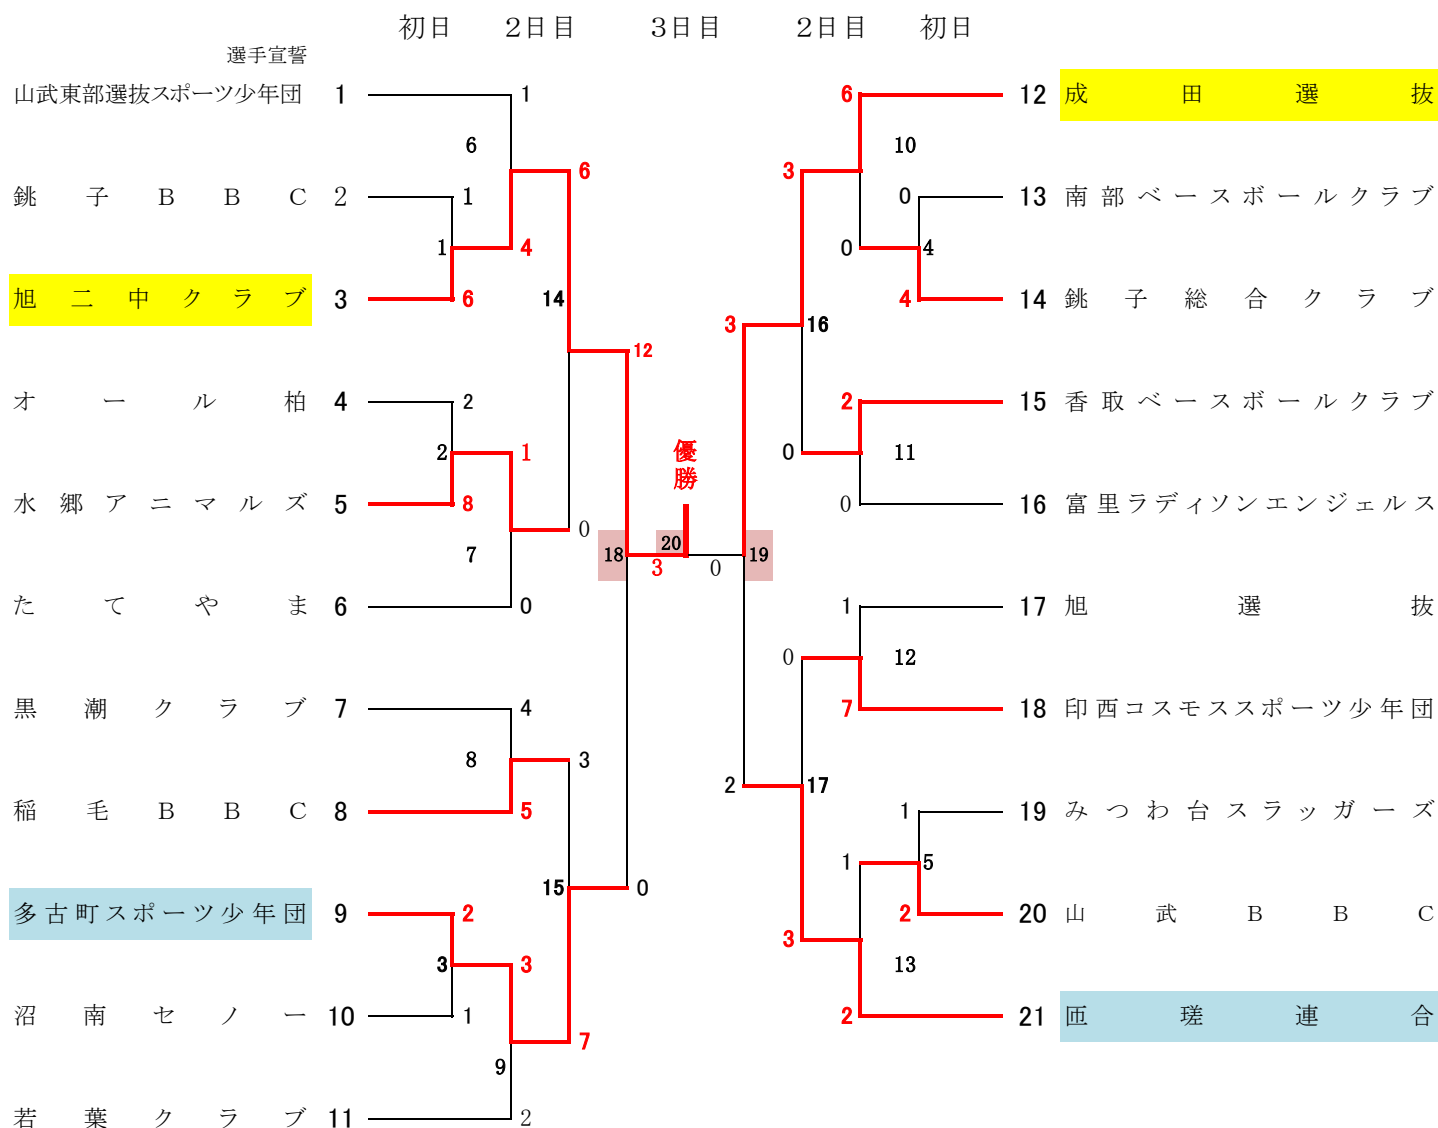 初日 2日目 3日目 2日目 初日
選手宣誓
山武東部選抜スポーツ少年団 1 1 6 12 成田選抜
6 10
6 3
銚子BBC 2 1 0 13 南部ベースボールクラブ
1 4 0 4
旭二中クラブ 3 6 14 4 14 銚子総合クラブ
3 16
12
オール柏 4 2 2 15 香取ベースボールクラブ
2 1 優勝 0 11
水郷アニマルズ 5 8 0 16 富里ラディソンエンジェルス
0
7 18 20 19
3 0
たてやま 6 0 1 17 旭選抜
0 12
黒潮クラブ 7 4 7 18 印西コスモススポーツ少年団
8 3
2 17
稲毛BBC 8 5 1 19 みつわ台スラッガーズ
1 5
15 0
多古町スポーツ少年団 9 2 2 20 山武BBC
3
3 3 13
沼南セノー 10 1 2 21 匝瑳連合
7
9
若葉クラブ 11 2